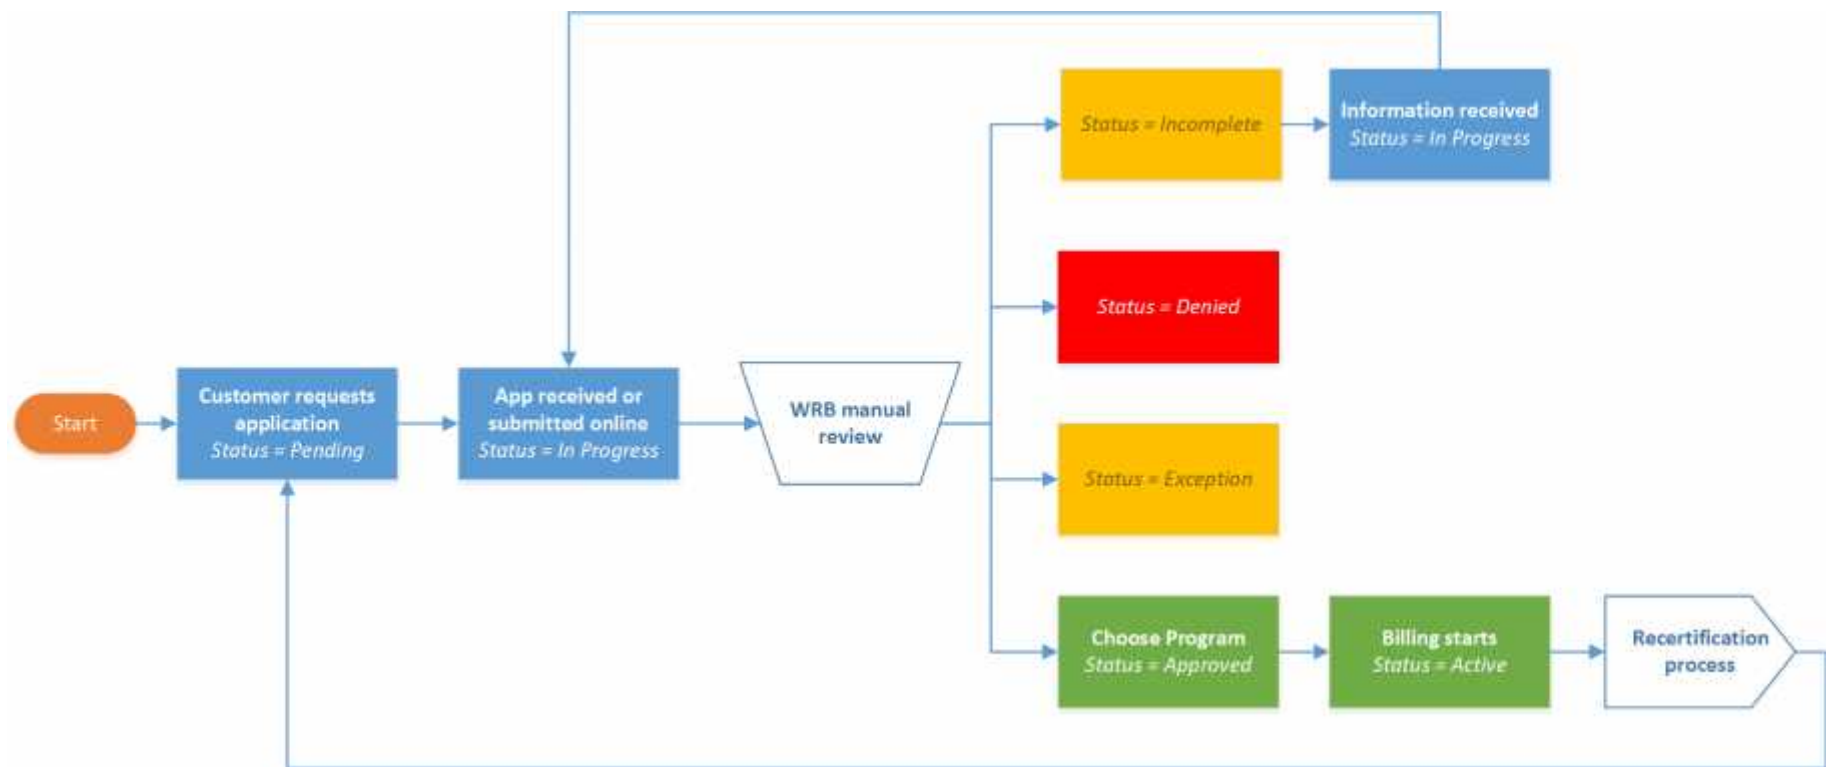 Start
Customer requests
application
Status = Pending
App received or
submitted online
Status = In Progress
WRB manual
review
Status = Incomplete
Information received
Status = In Progress
Status = Denied
Status = Exception
Choose Program
Status = Approved
Billing starts
Status = Active
Recertification
process